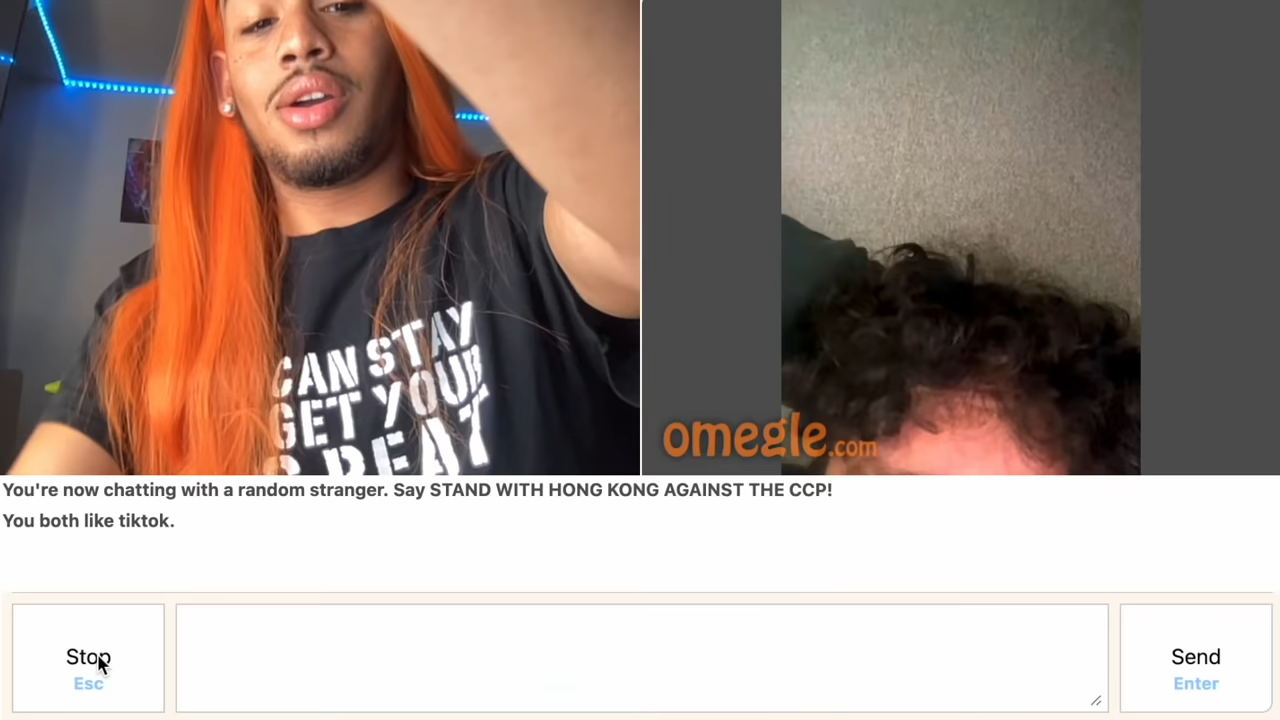 CAN STAY
GET YOUR
BEAT
omegle.com
You're now chatting with a random stranger. Say STAND WITH HONG KONG AGAINST THE CCP!
You both like tiktok.
Stop
Esc
Send
Enter